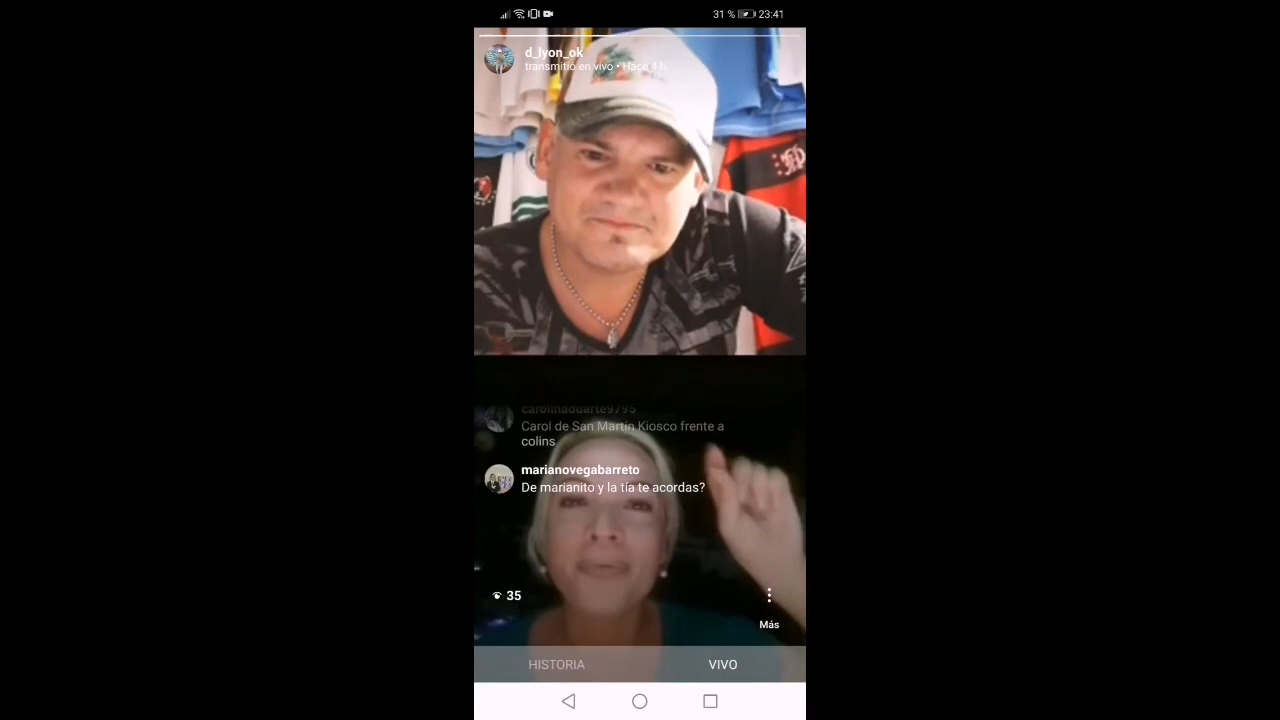 31 % 23:41
d_lyon_ok
transmitió en vivo • Hace 4 h
carolinaduarte9795
Carol de San Martín Kiosco frente a
colins
marianovegabarreto
De marianito y la tía te acordas?
35
Más
HISTORIA VIVO